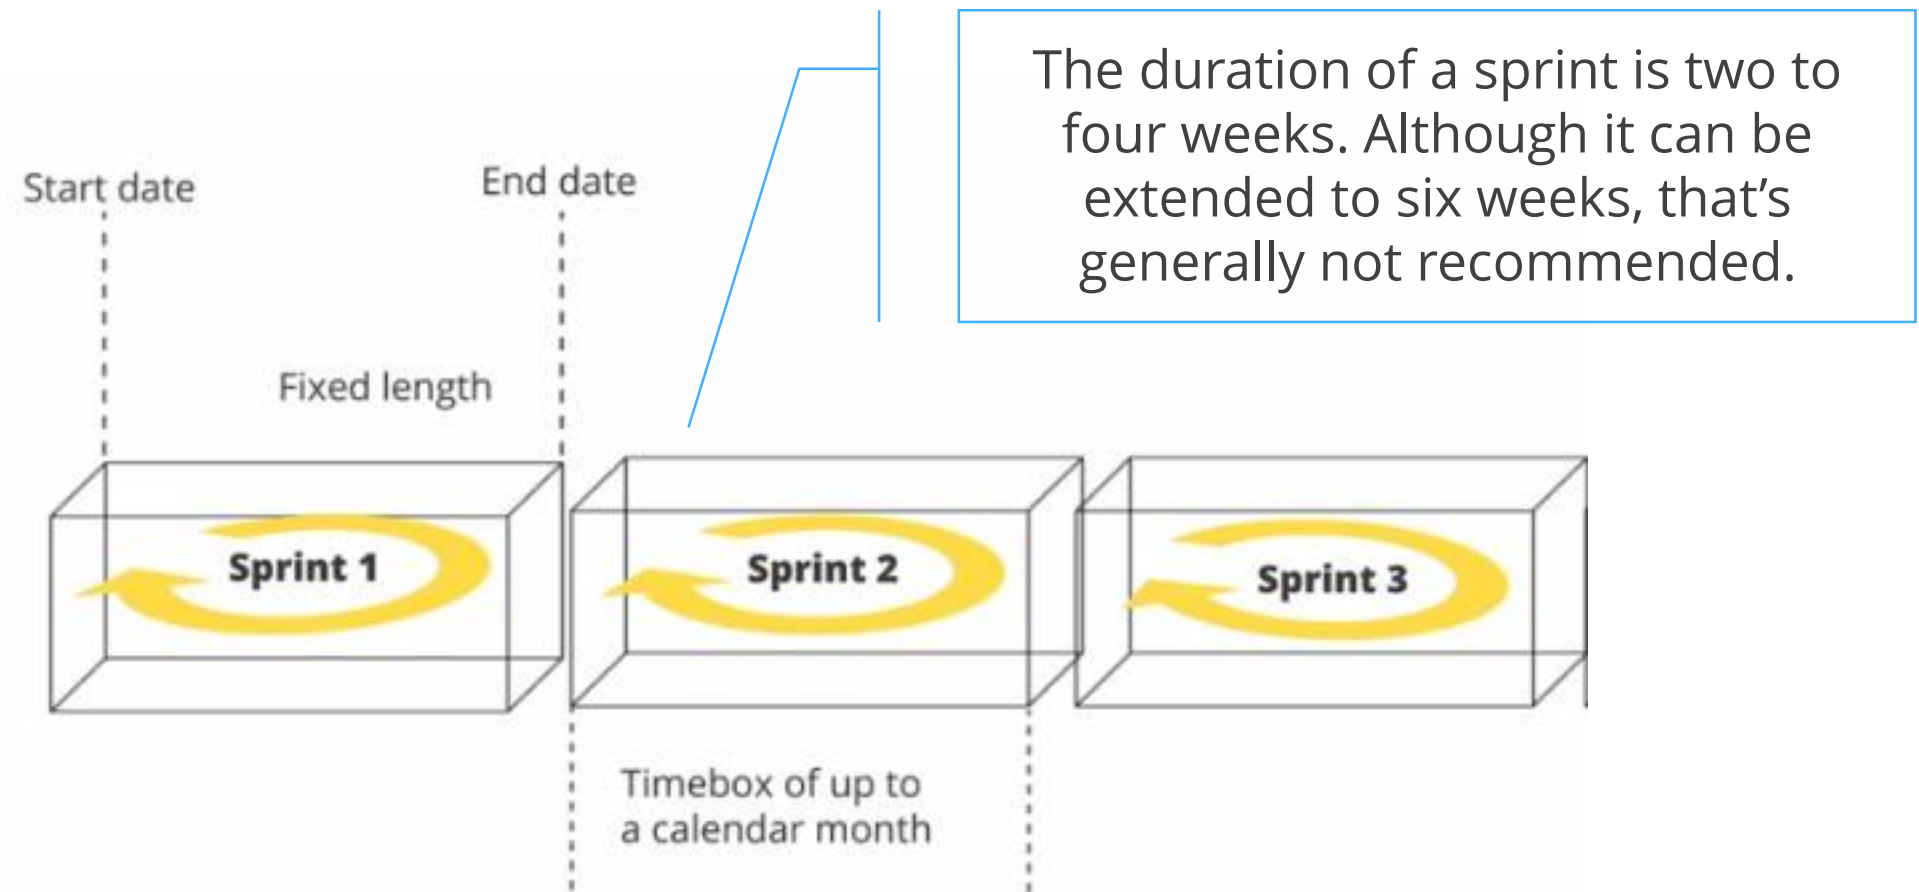 The duration of a sprint is two to
four weeks. Although it can be
extended to six weeks, that’s
generally not recommended.
Start date
End date
Fixed length
Sprint 1
Sprint 2
Sprint 3
Timebox of up to
a calendar month